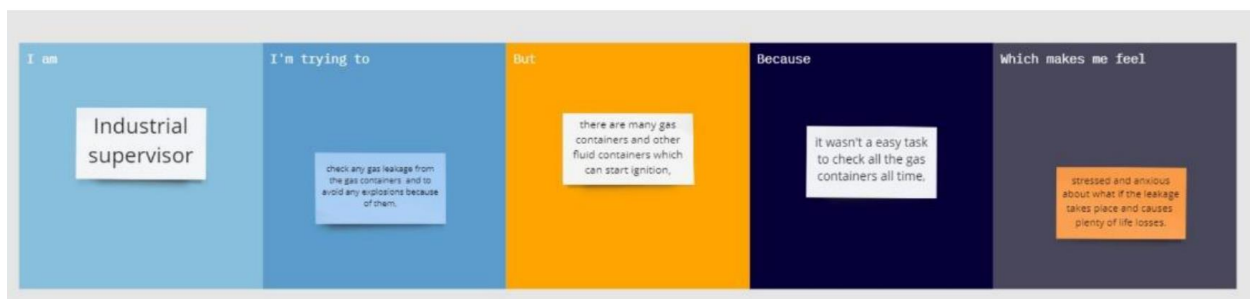 I am
Industrial
supervisor
I'm trying to
check any gas leakage from
the gas containers and to
avoid any explosions because
of them,
But
there are many gas
containers and other
fluid containers which
can start ignition,
Because
it wasn't a easy task
to check all the gas
containers all time,
Which makes me feel
stressed and anxious
about what if the leakage
takes place and causes
plenty of life losses.